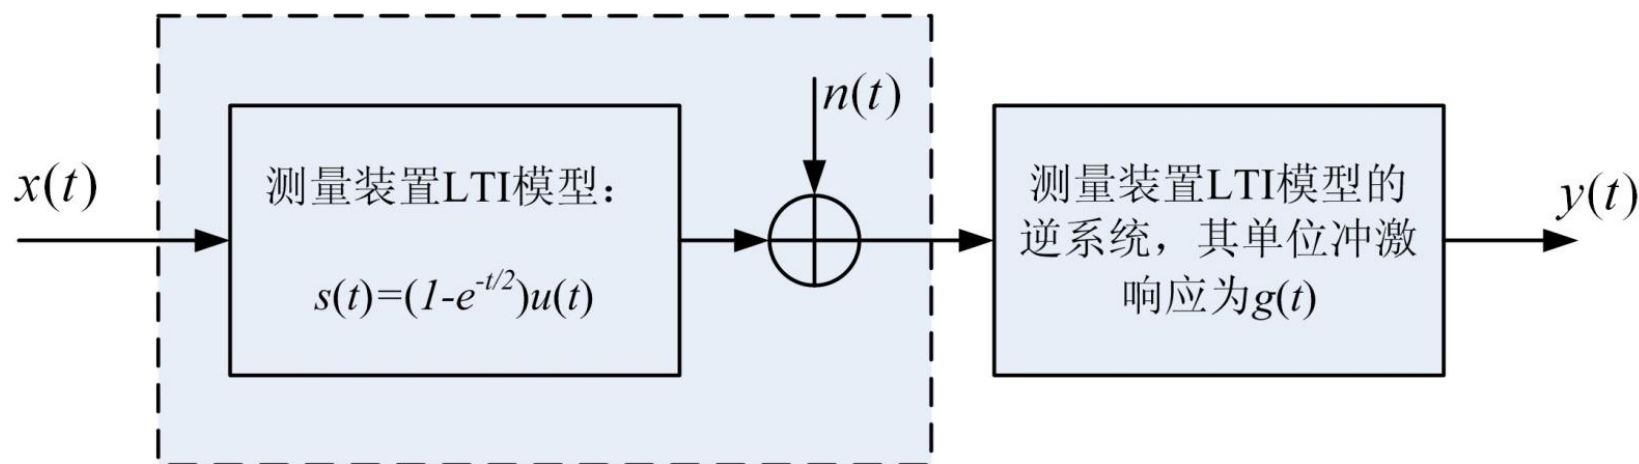 x(t)
测量装置LTI模型：
s(t)=(1-e^{-t/2})u(t)
n(t)
测量装置LTI模型的
逆系统，其单位冲激
响应为g(t)
y(t)